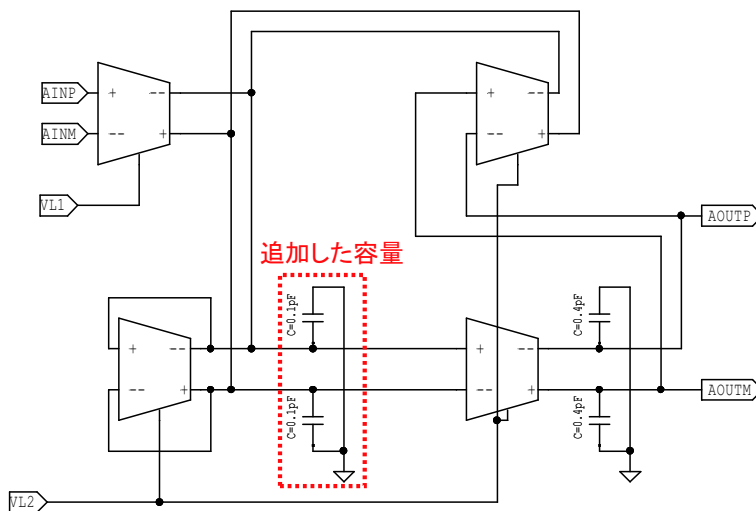 AINP
AINM
VL1
+
--
--
+
+
--
--
+
AOUTP
AOUTM
追加した容量
C=0.1pF
C=0.1pF
C=0.4pF
C=0.4pF
+
--
--
+
+
--
--
+
VL2